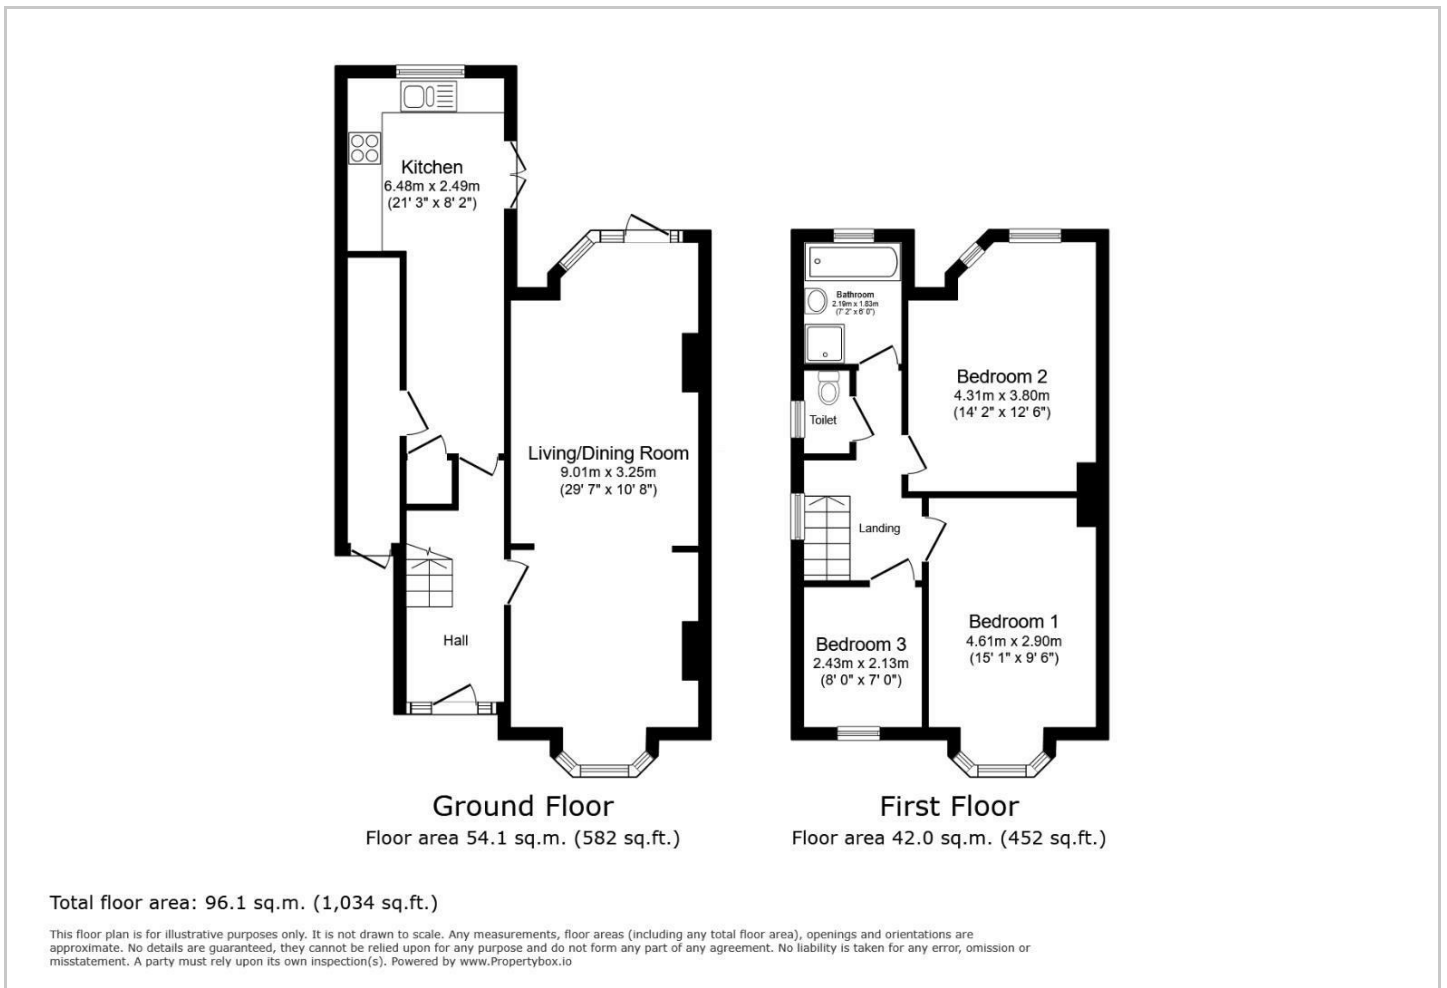 Kitchen
6.48m x 2.49m
(21' 3" x 8' 2")
Living/Dining Room
9.01m x 3.25m
(29' 7" x 10' 8")
Hall
Bathroom
2.19m x 1.83m
(7' 2" x 6' 0")
Toilet
Bedroom 2
4.31m x 3.80m
(14' 2" x 12' 6")
Landing
Bedroom 1
4.61m x 2.90m
(15' 1" x 9' 6")
Bedroom 3
2.43m x 2.13m
(8' 0" x 7' 0")
Ground Floor
Floor area 54.1 sq.m. (582 sq.ft.)
First Floor
Floor area 42.0 sq.m. (452 sq.ft.)
Total floor area: 96.1 sq.m. (1,034 sq.ft.)
This floor plan is for illustrative purposes only. It is not drawn to scale. Any measurements, floor areas (including any total floor area), openings and orientations are
approximate. No details are guaranteed, they cannot be relied upon for any purpose and do not form any part of any agreement. No liability is taken for any error, omission or
misstatement. A party must rely upon its own inspection(s). Powered by www.Propertybox.io